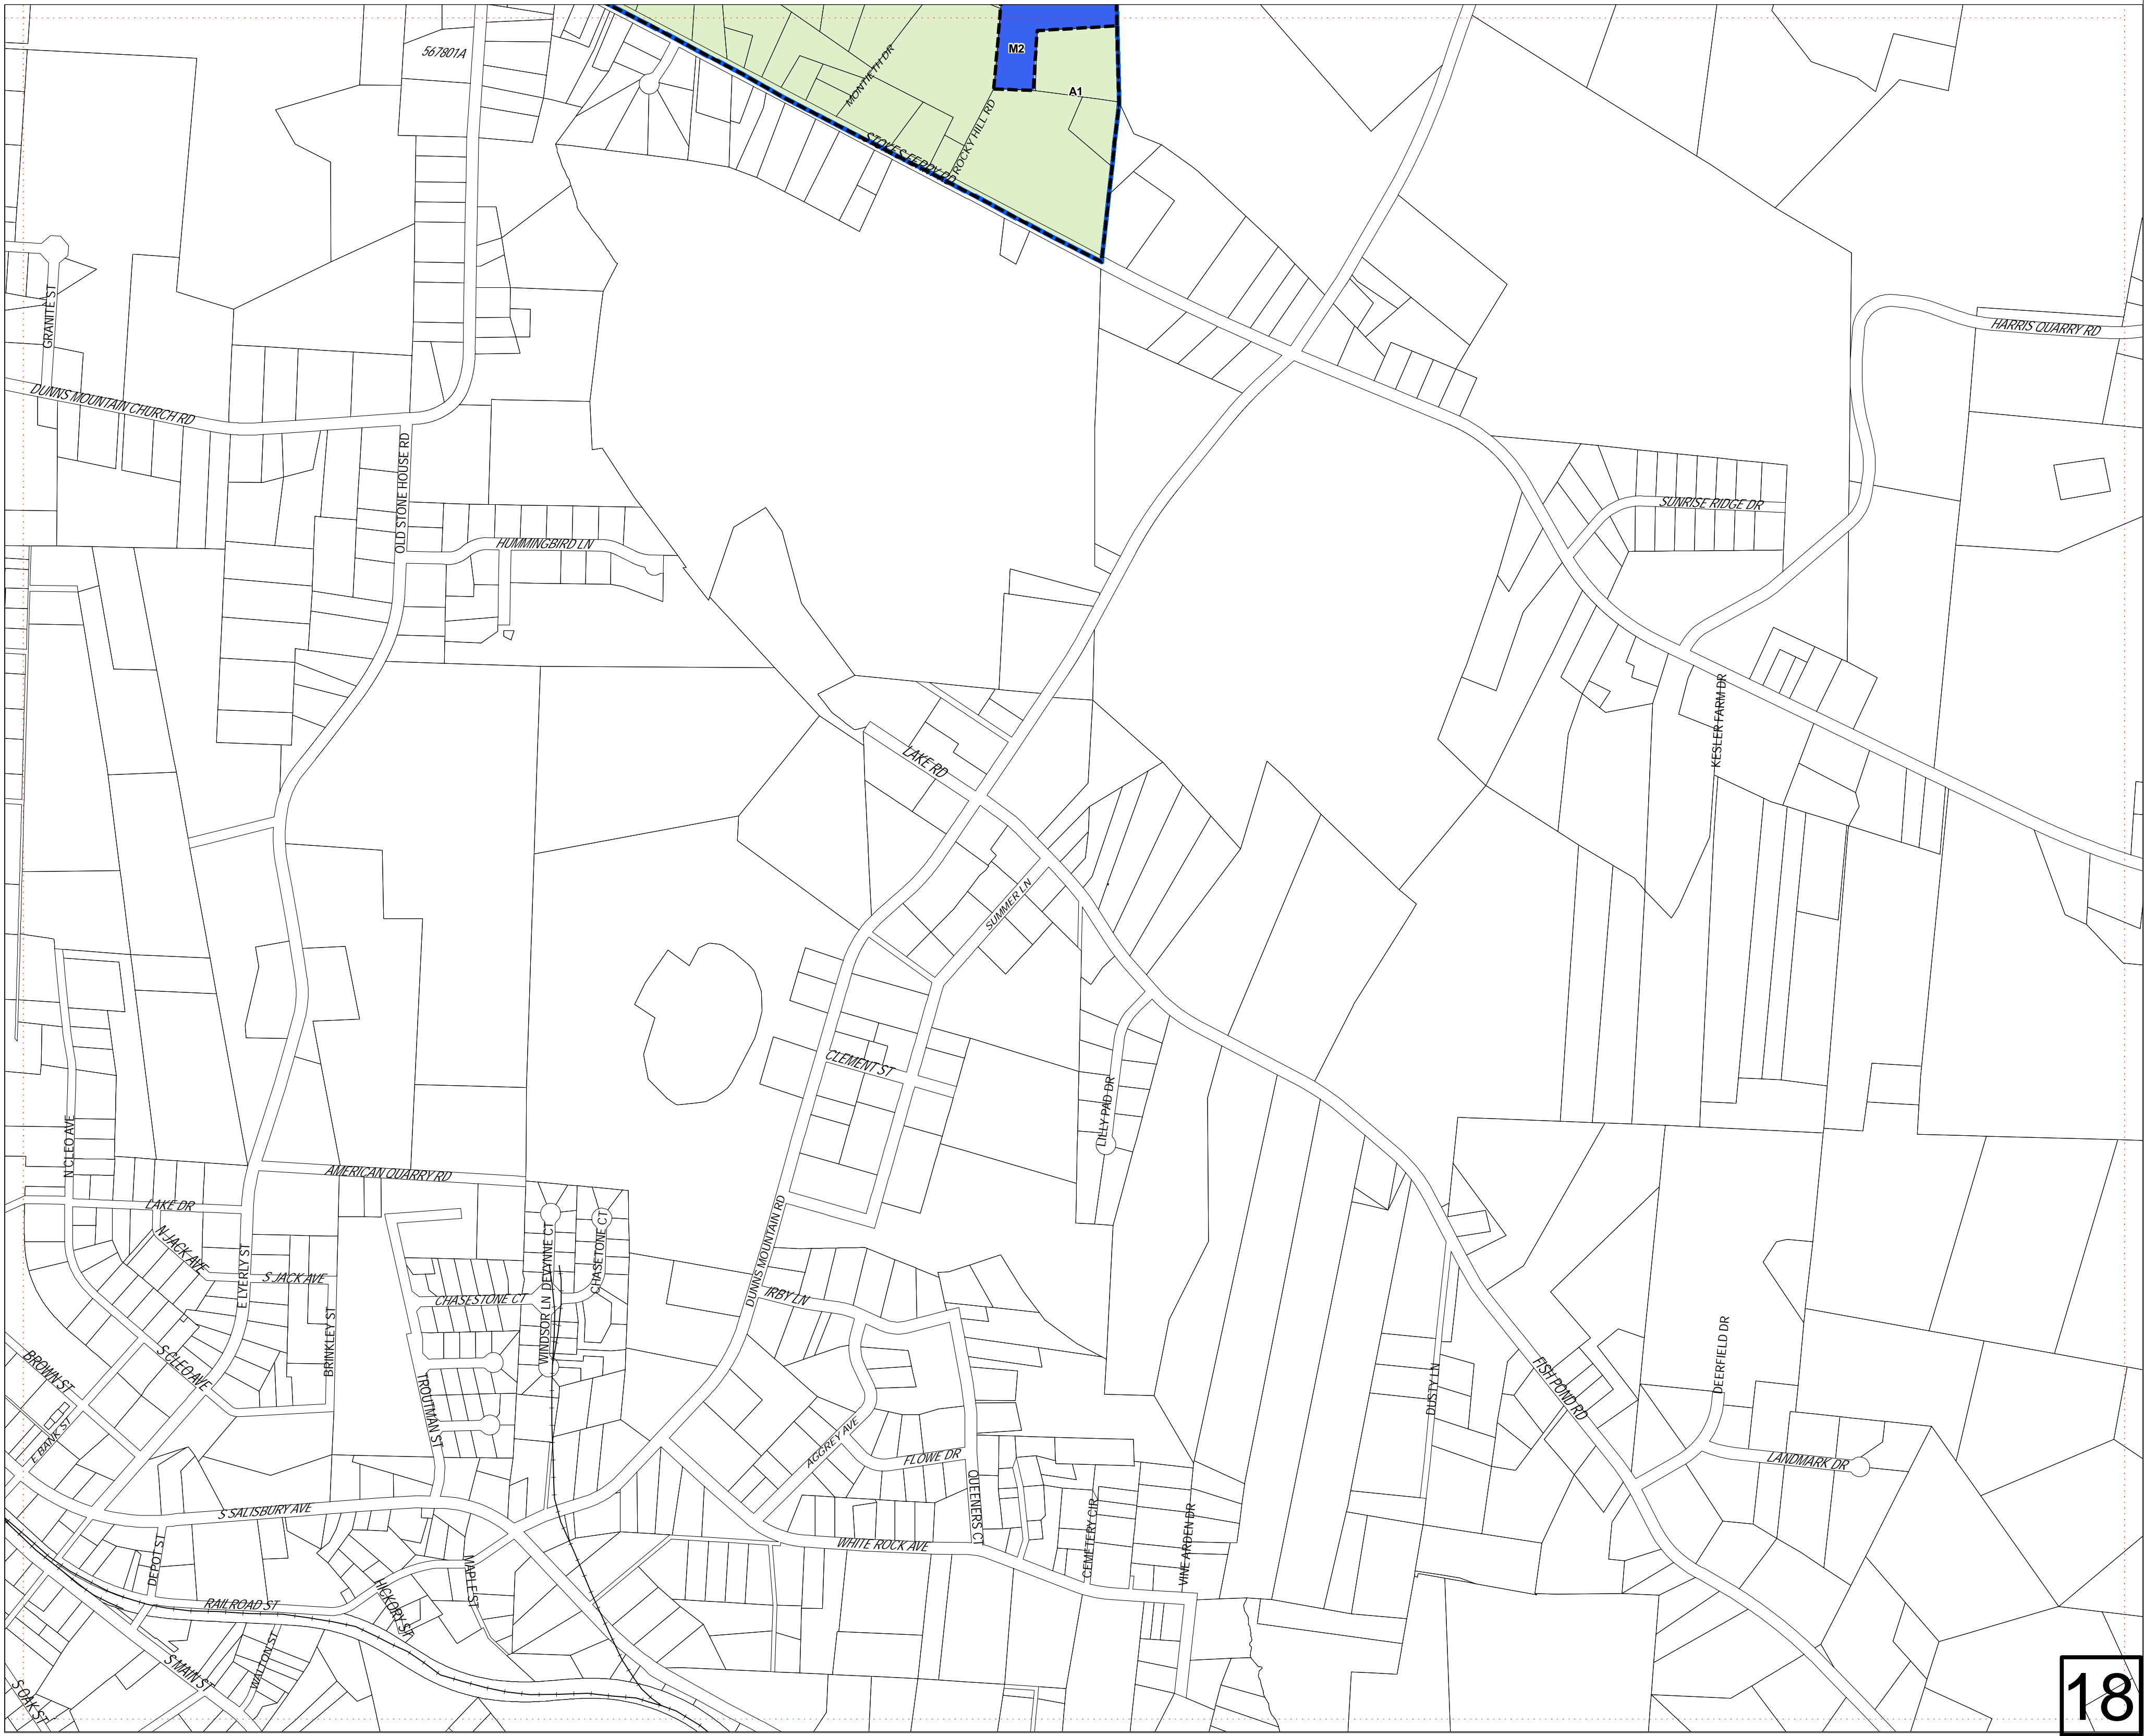 567801A
M2
A1
MONTIETH DR
ROCKY HILL RD
STOKES FERRY RD
GRANITE ST
HARRIS QUARRY RD
DUNNS MOUNTAIN CHURCH RD
OLD STONE HOUSE RD
SUNRISE RIDGE DR
HUMMINGBIRD LN
KESLER FARM DR
LAKE RD
SUMMER LN
CLEMENT ST
LILLY PAD DR
N CLEO AVE
AMERICAN QUARRY RD
LAKE DR
N JACK AVE
E LYERLY ST
S JACK AVE
WINDSOR LN DEVYNNE CT
CHASETONE CT
DUNNS MOUNTAIN RD
CHASESTONE CT
IRBY LN
BRINKLEY ST
S CLEO AVE
BROWN ST
DEERFIELD DR
DUSTY LN
FISH POND RD
TROUTMAN ST
E BANK ST
AGGREY AVE
FLOWE DR
LANDMARK DR
QUEENERS CT
S SALISBURY AVE
CEMETERY CIR
VINE ARDEN DR
WHITE ROCK AVE
DEPOT ST
MAPLE ST
HICKORY ST
RAILROAD ST
WALTON ST
S MAIN ST
S OAK ST
18